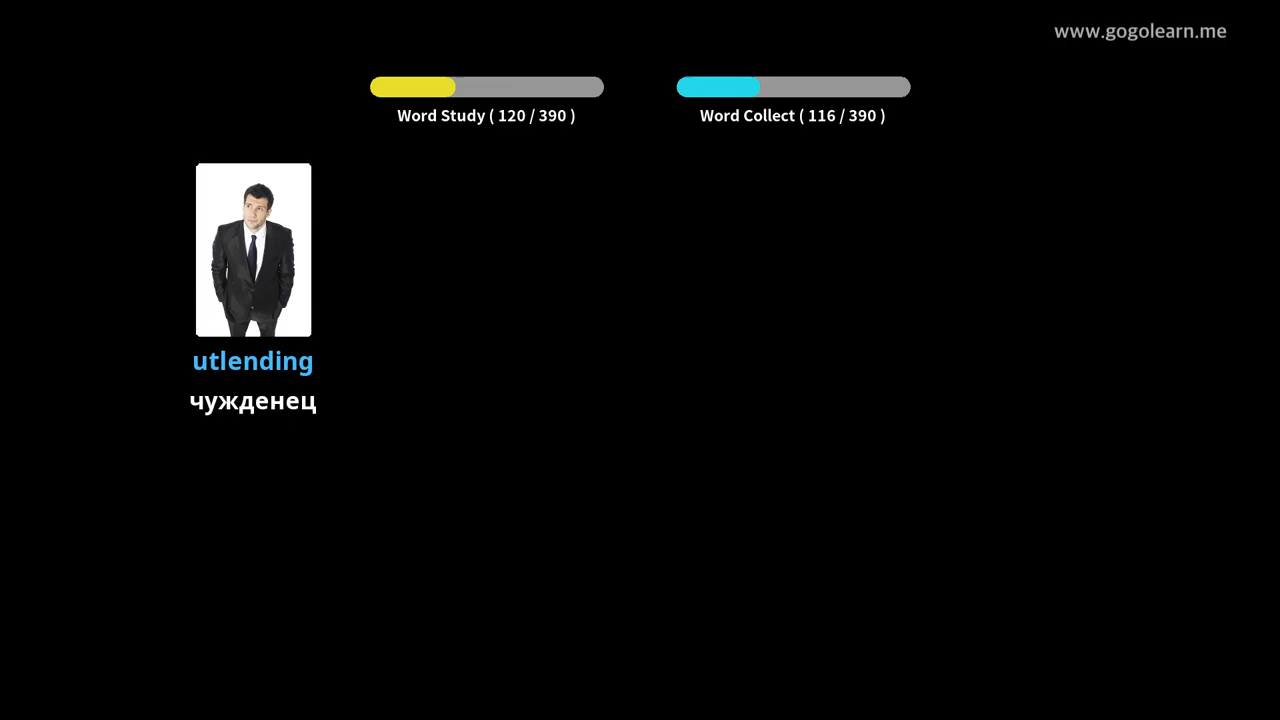 www.gogolearn.me
Word Study ( 120 / 390 )
Word Collect ( 116 / 390 )
utlending
чужденец